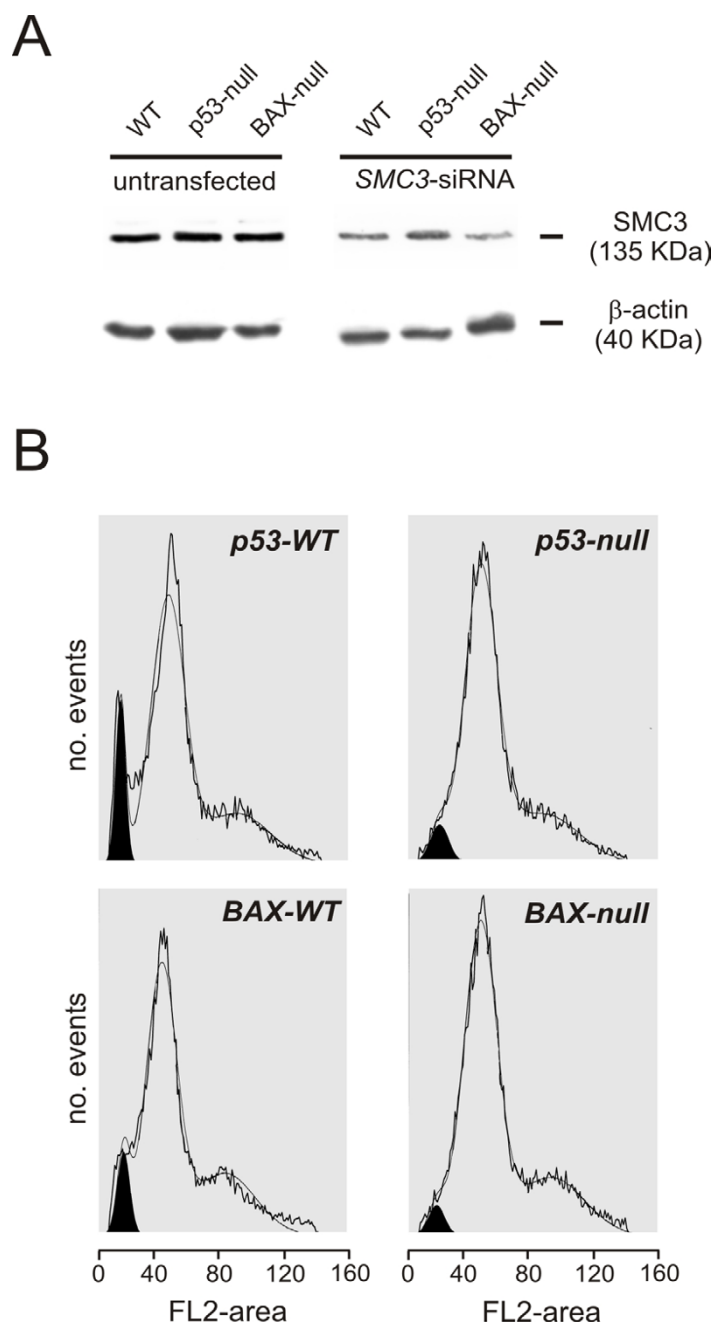 A
WT p53-null BAX-null WT p53-null BAX-null
untransfected SMC3-siRNA
SMC3
(135 KDa)
β-actin
(40 KDa)
B
p53-WT p53-null
no. events
BAX-WT BAX-null
no. events
0 40 80 120 160 0 40 80 120 160
FL2-area FL2-area